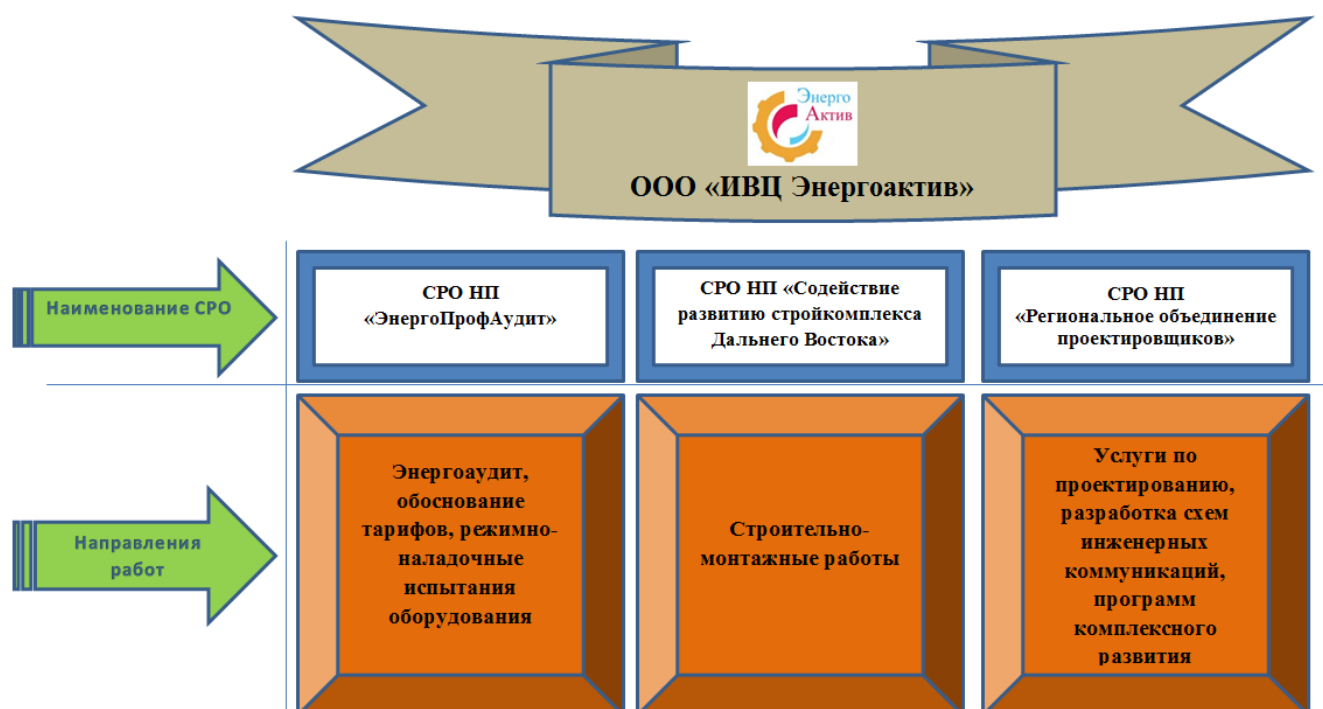 Энерго
Актив
ООО «ИВЦ Энергоактив»
Наименование СРО
СРО НП
«ЭнергоПрофАудит»
СРО НП «Содействие
развитию стройкомплекса
Дальнего Востока»
СРО НП
«Региональное объединение
проектировщиков»
Направления
работ
Энергоаудит,
обоснование
тарифов, режимно-
наладочные
испытания
оборудования
Строительно-
монтажные работы
Услуги по
проектированию,
разработка схем
инженерных
коммуникаций,
программ
комплексного
развития